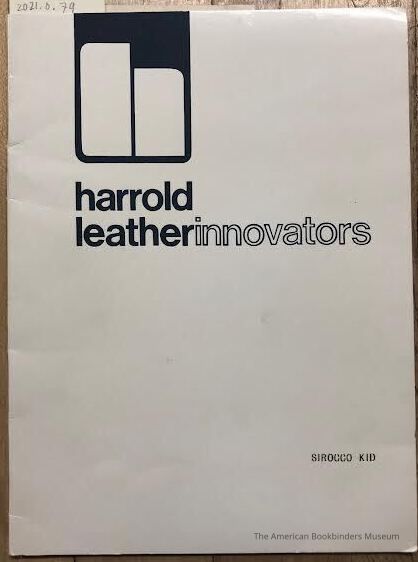 2021.0.79
harrold
leatherinnovators
SIROCCO KID
The American Bookbinders Museum